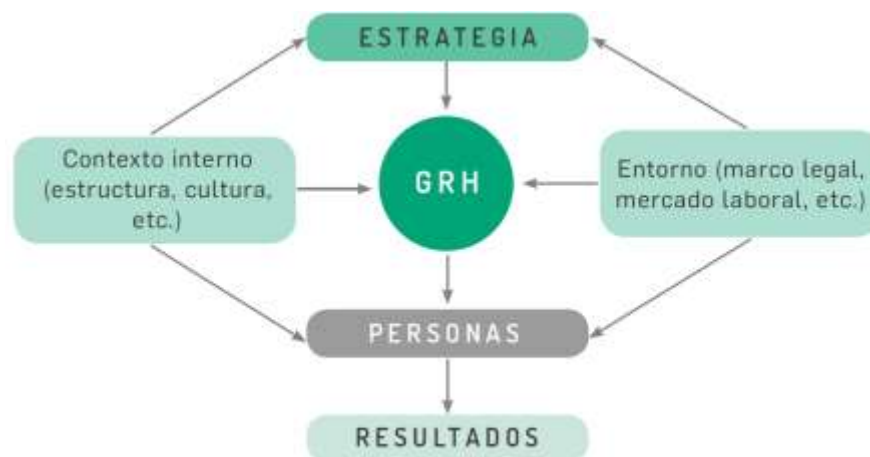 ESTRATEGIA
Contexto interno
(estructura, cultura,
etc.)
GRH
Entorno (marco legal,
mercado laboral, etc.)
PERSONAS
RESULTADOS